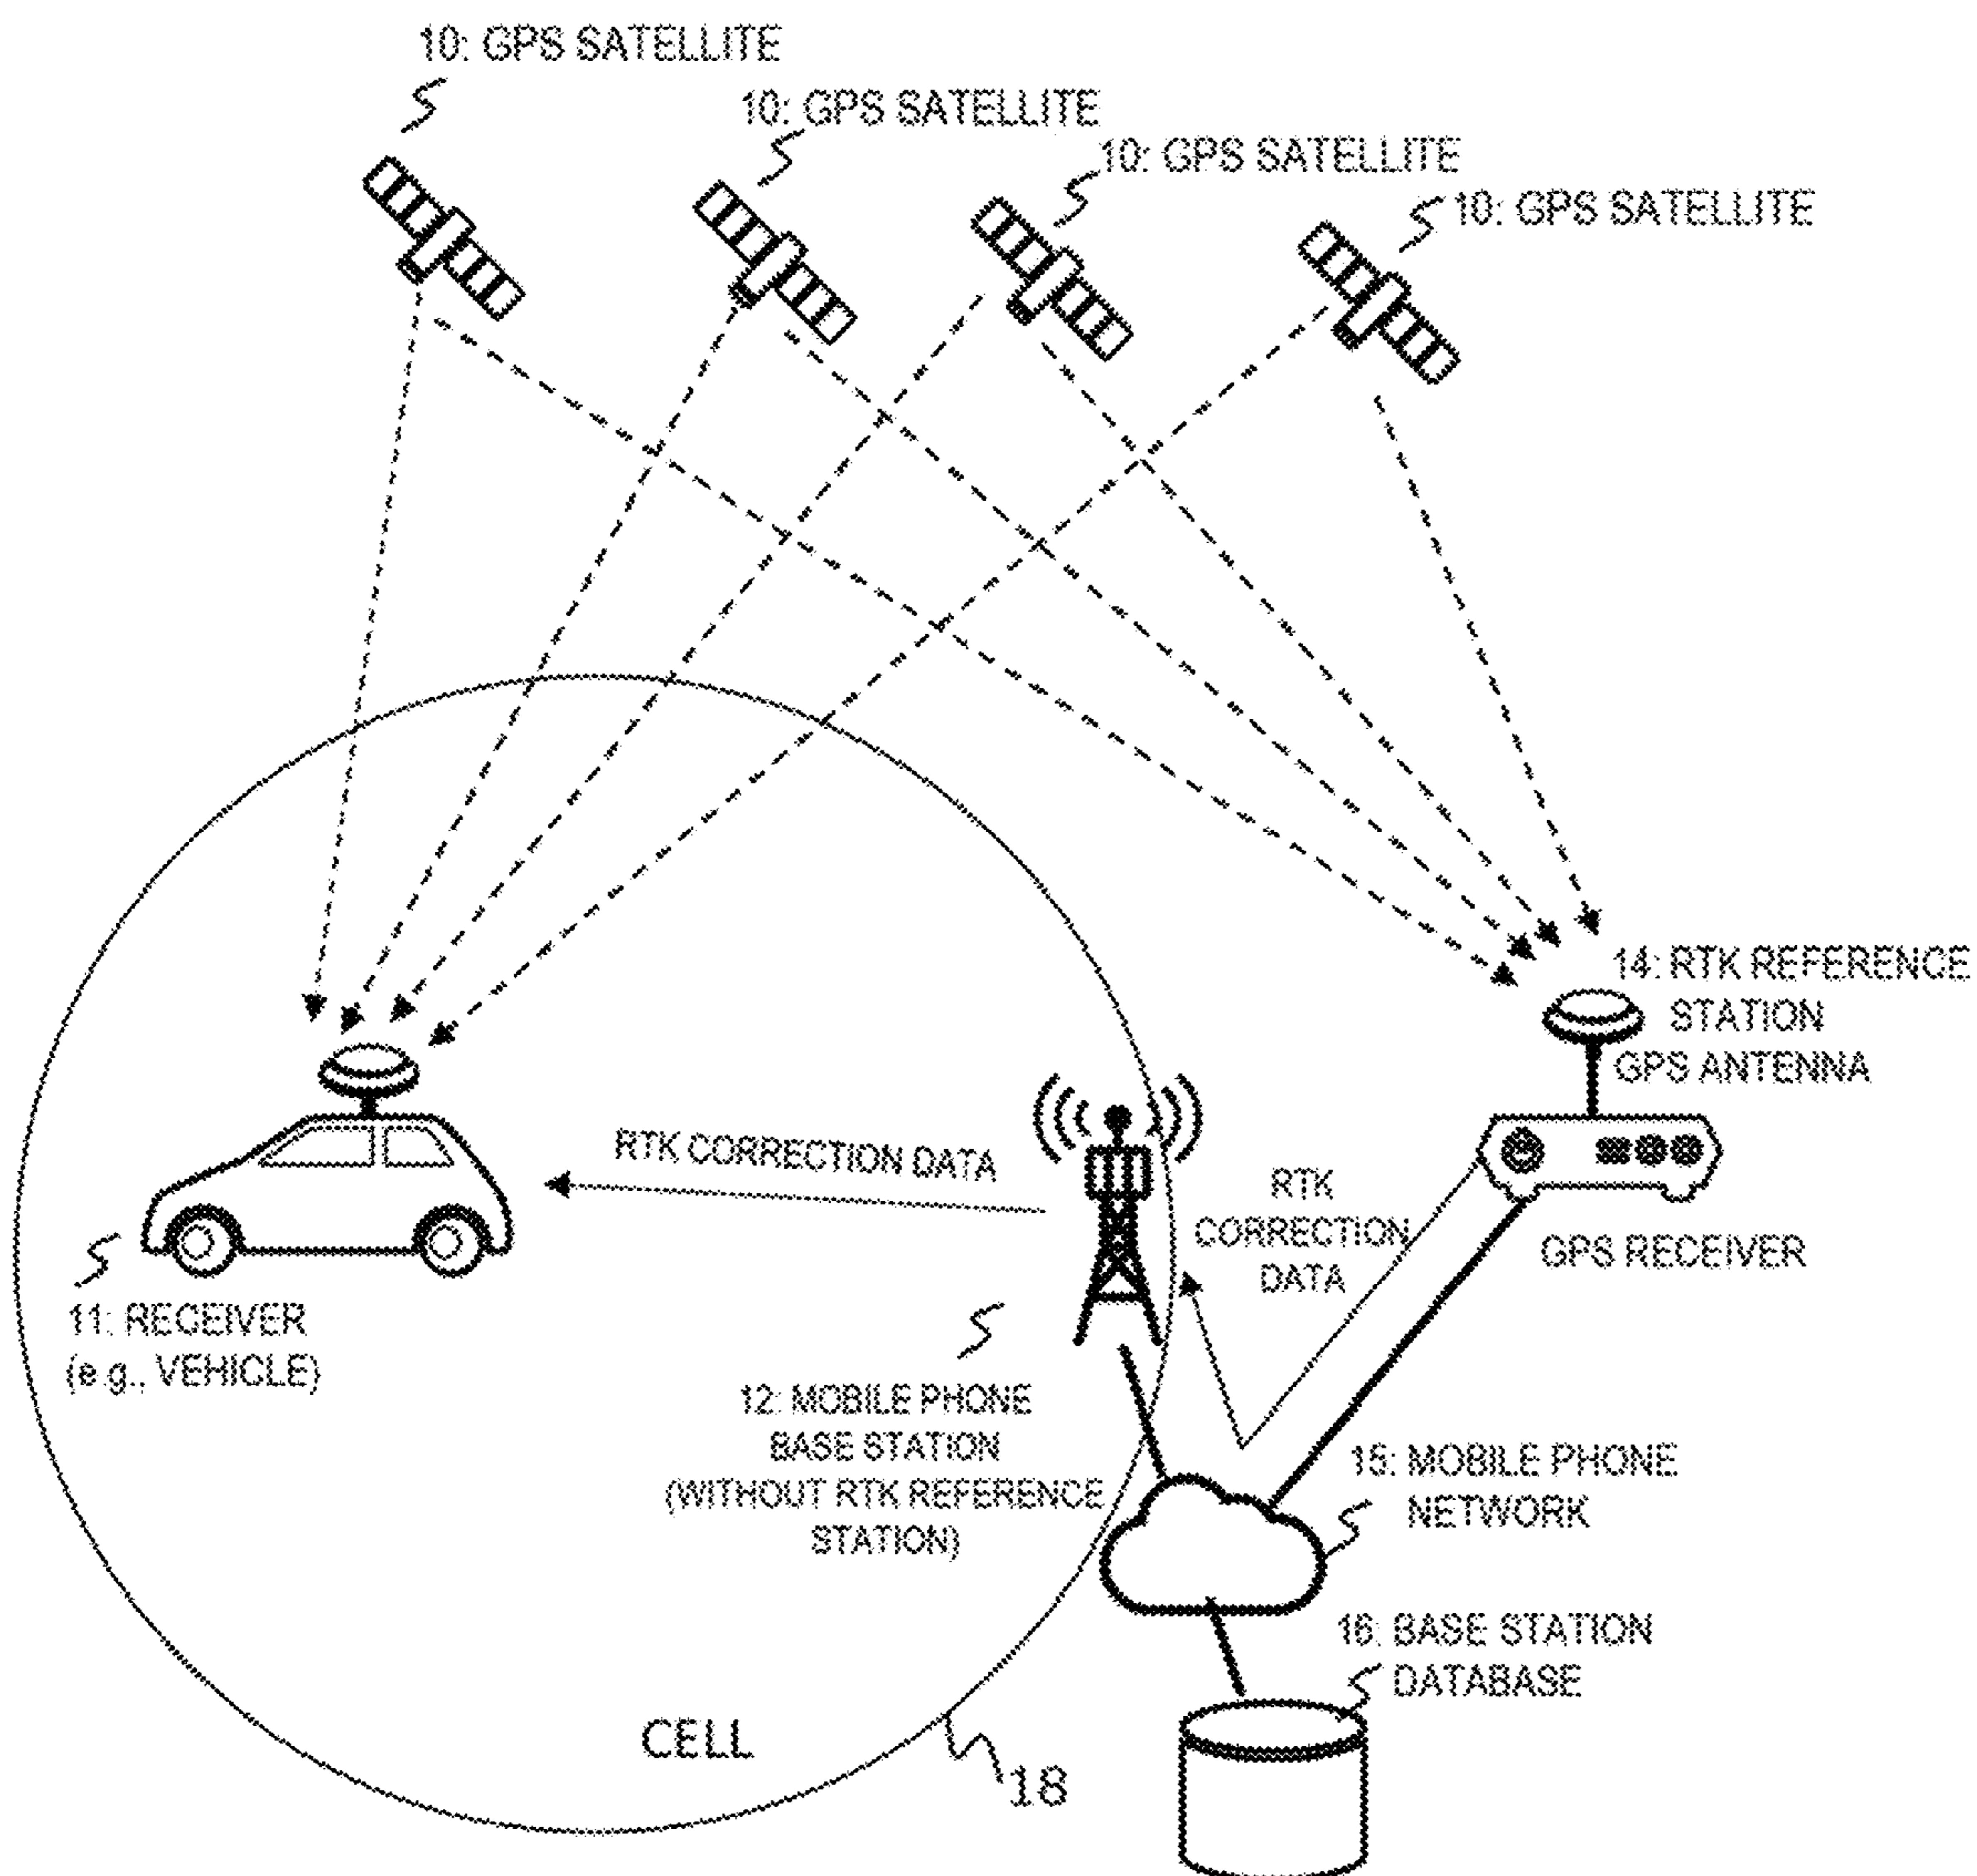 10: GPS SATELLITE
10: GPS SATELLITE
10: GPS SATELLITE
10: GPS SATELLITE
14: RTK REFERENCE
STATION
GPS ANTENNA
RTK CORRECTION DATA
RTK
CORRECTION
DATA
GPS RECEIVER
11: RECEIVER
(e.g., VEHICLE)
12: MOBILE PHONE
BASE STATION
(WITHOUT RTK REFERENCE
STATION)
15: MOBILE PHONE
NETWORK
16: BASE STATION
DATABASE
CELL
18